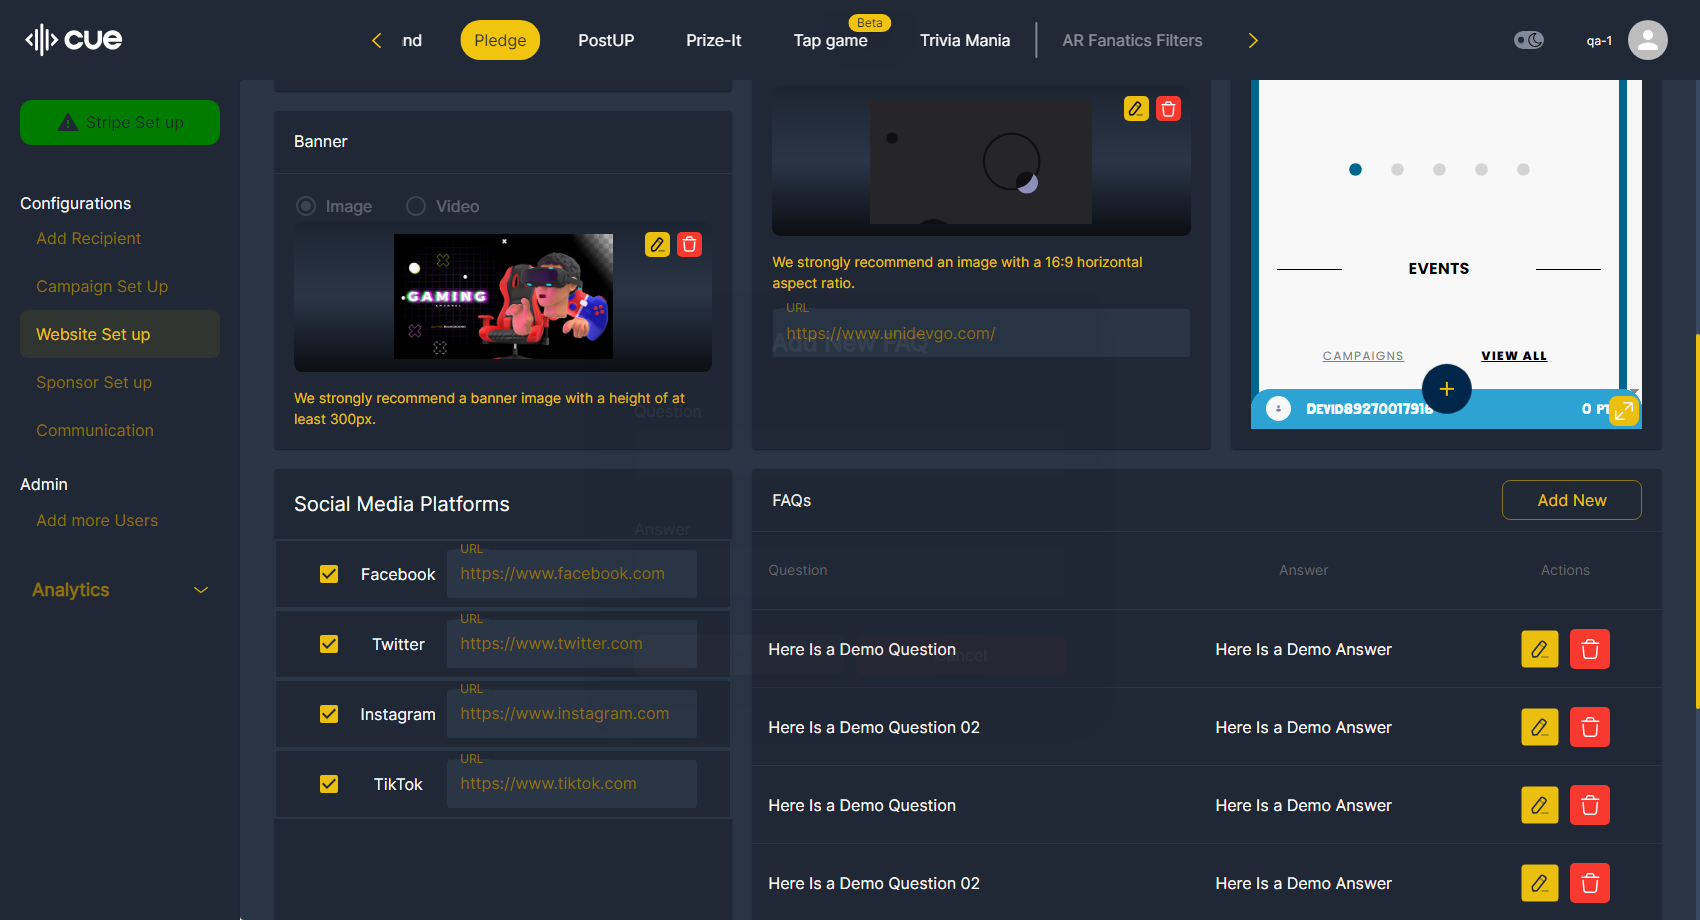 cue
nd
Pledge
PostUP
Prize-It
Tap game
Beta
Trivia Mania
AR Fanatics Filters
qa-1
Stripe Set up
Configurations
Add Recipient
Campaign Set Up
Website Set up
Sponsor Set up
Communication
Admin
Add more Users
Analytics
Banner
Image
Video
GAMING
We strongly recommend a banner image with a height of at
least 300px.
We strongly recommend an image with a 16:9 horizontal
aspect ratio.
URL
https://www.unidevgo.com/
Add New FAQ
Question
Answer
Cancel
EVENTS
CAMPAIGNS
VIEW ALL
DEVID89270017916
0 PT
Social Media Platforms
Facebook
URL
https://www.facebook.com
Twitter
URL
https://www.twitter.com
Instagram
URL
https://www.instagram.com
TikTok
URL
https://www.tiktok.com
FAQs
Add New
Question
Answer
Actions
Here Is a Demo Question
Here Is a Demo Answer
Here Is a Demo Question 02
Here Is a Demo Answer
Here Is a Demo Question
Here Is a Demo Answer
Here Is a Demo Question 02
Here Is a Demo Answer